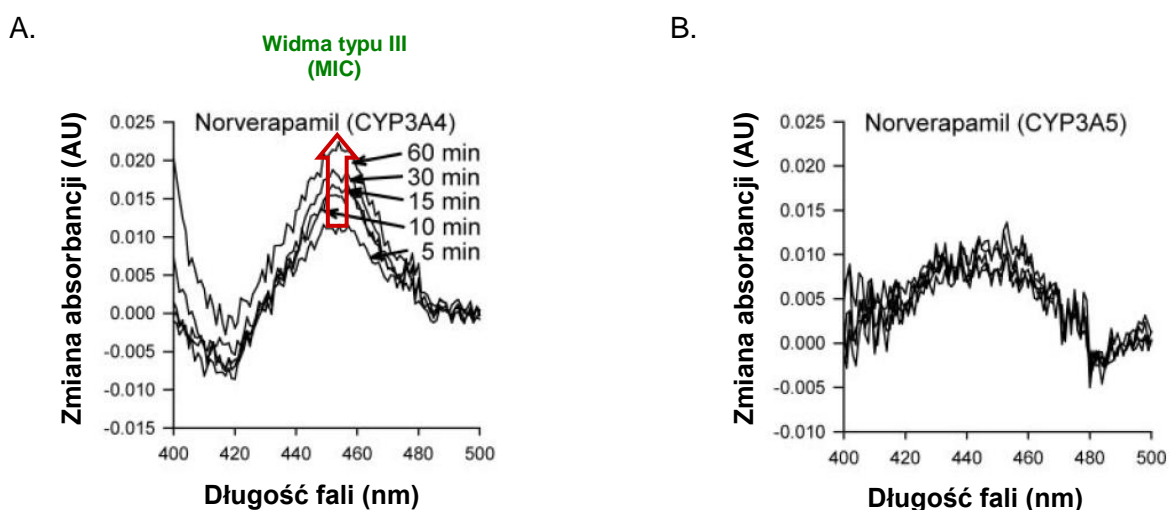 A.
Widma typu III
(MIC)
Norverapamil (CYP3A4)
Zmiana absorbancji (AU)
0.025
0.020
0.015
0.010
0.005
0.000
-0.005
-0.010
-0.015
60 min
30 min
15 min
10 min
5 min
400 420 440 460 480 500
Długość fali (nm)
B.
Norverapamil (CYP3A5)
Zmiana absorbancji (AU)
0.025
0.020
0.015
0.010
0.005
0.000
-0.005
-0.010
400 420 440 460 480 500
Długość fali (nm)